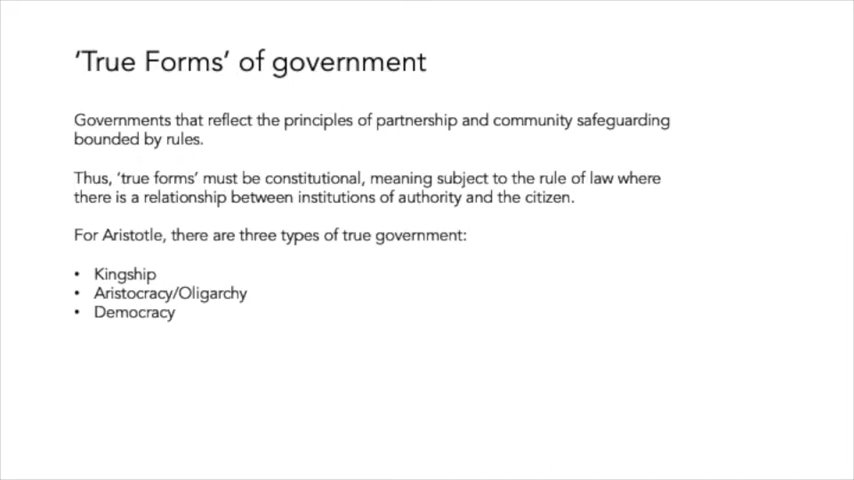 ‘True Forms’ of government
Governments that reflect the principles of partnership and community safeguarding
bounded by rules.
Thus, ‘true forms’ must be constitutional, meaning subject to the rule of law where
there is a relationship between institutions of authority and the citizen.
For Aristotle, there are three types of true government:
• Kingship
• Aristocracy/Oligarchy
• Democracy